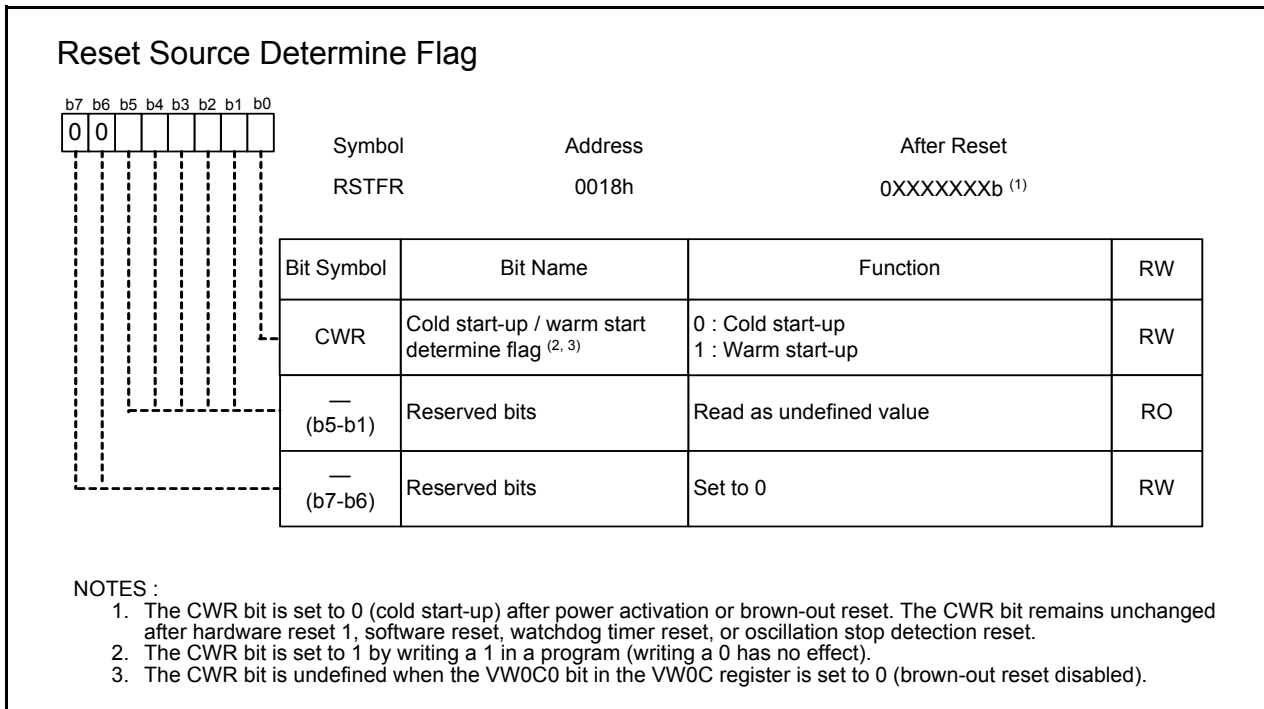 Reset Source Determine Flag
b7 b6 b5 b4 b3 b2 b1 b0
0 0
Symbol Address After Reset
RSTFR 0018h 0XXXXXXXb (1)
Bit Symbol Bit Name Function RW
CWR Cold start-up / warm start determine flag (2, 3) 0 : Cold start-up 1 : Warm start-up RW
— (b5-b1) Reserved bits Read as undefined value RO
— (b7-b6) Reserved bits Set to 0 RW
NOTES :
1. The CWR bit is set to 0 (cold start-up) after power activation or brown-out reset. The CWR bit remains unchanged
after hardware reset 1, software reset, watchdog timer reset, or oscillation stop detection reset.
2. The CWR bit is set to 1 by writing a 1 in a program (writing a 0 has no effect).
3. The CWR bit is undefined when the VW0C0 bit in the VW0C register is set to 0 (brown-out reset disabled).